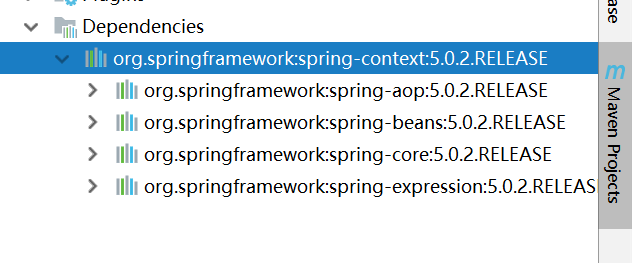 Plugins
Dependencies
org.springframework:spring-context:5.0.2.RELEASE
org.springframework:spring-aop:5.0.2.RELEASE
org.springframework:spring-beans:5.0.2.RELEASE
org.springframework:spring-core:5.0.2.RELEASE
org.springframework:spring-expression:5.0.2.RELEAS
ase
m Maven Projects